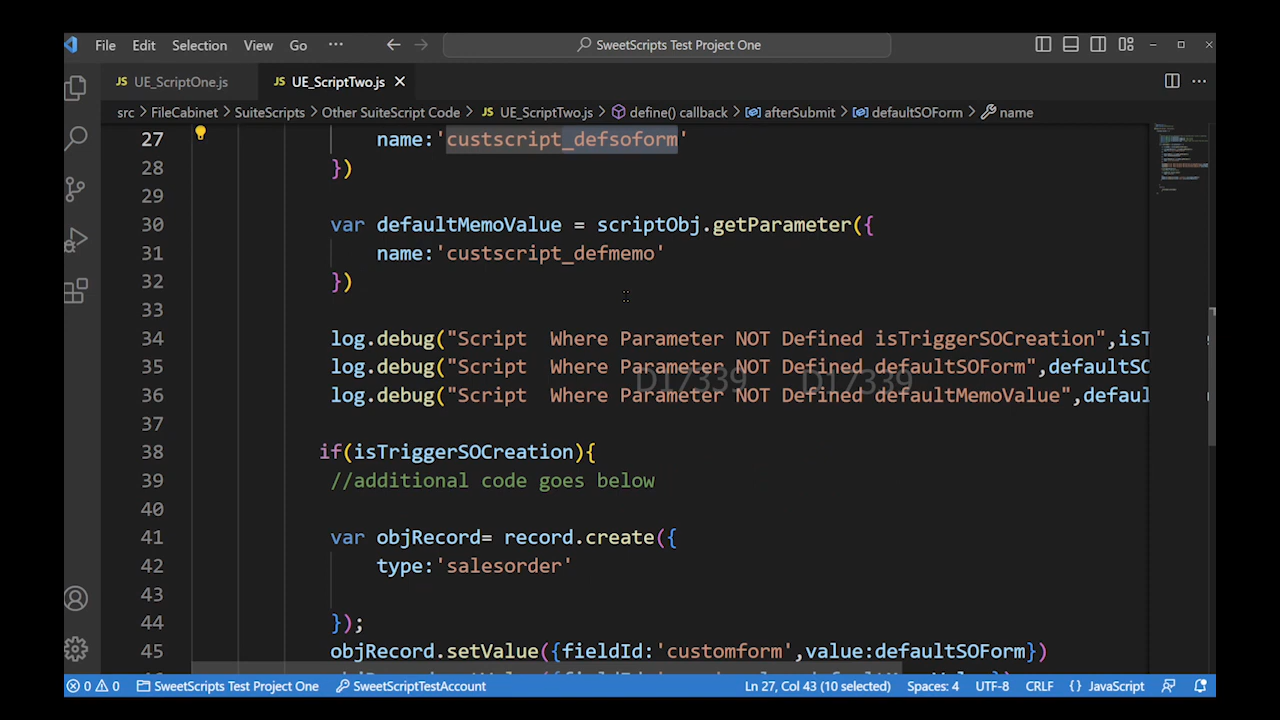 File Edit Selection View Go ··· SweetScripts Test Project One
JS UE_ScriptOne.js JS UE_ScriptTwo.js
src > FileCabinet > SuiteScripts > Other SuiteScript Code > JS UE_ScriptTwo.js > define() callback > afterSubmit > defaultSOForm > name
27 name:'custscript_defsoform'
28 })
29
30 var defaultMemoValue = scriptObj.getParameter({
31 name:'custscript_defmemo'
32 })
33
34 log.debug("Script  Where Parameter NOT Defined isTriggerSOCreation",isT
35 log.debug("Script  Where Parameter NOT Defined defaultSOForm",defaultSO
36 log.debug("Script  Where Parameter NOT Defined defaultMemoValue",defaul
D17339 D17339
37
38 if(isTriggerSOCreation){
39 //additional code goes below
40
41 var objRecord= record.create({
42 type:'salesorder'
43
44 });
45 objRecord.setValue({fieldId:'customform',value:defaultSOForm})
0 0 SweetScripts Test Project One SweetScriptTestAccount Ln 27, Col 43 (10 selected) Spaces: 4 UTF-8 CRLF {} JavaScript